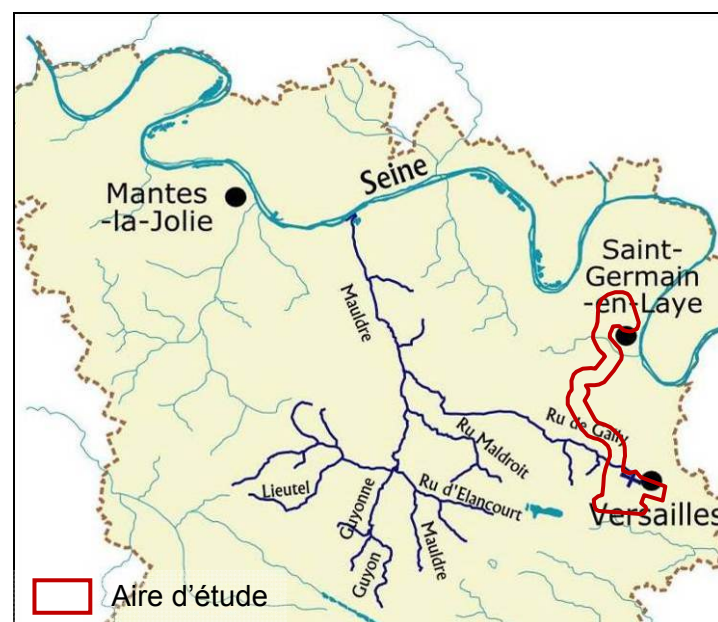 Seine
Mantes
-la-Jolie
Saint-
Germain
-en-Laye
Mauldre
Ru de Gally
Ru Maldroit
Lieutel
Ru d'Elancourt
Guyonne
Versailles
Mauldre
Guyon
Aire d'étude